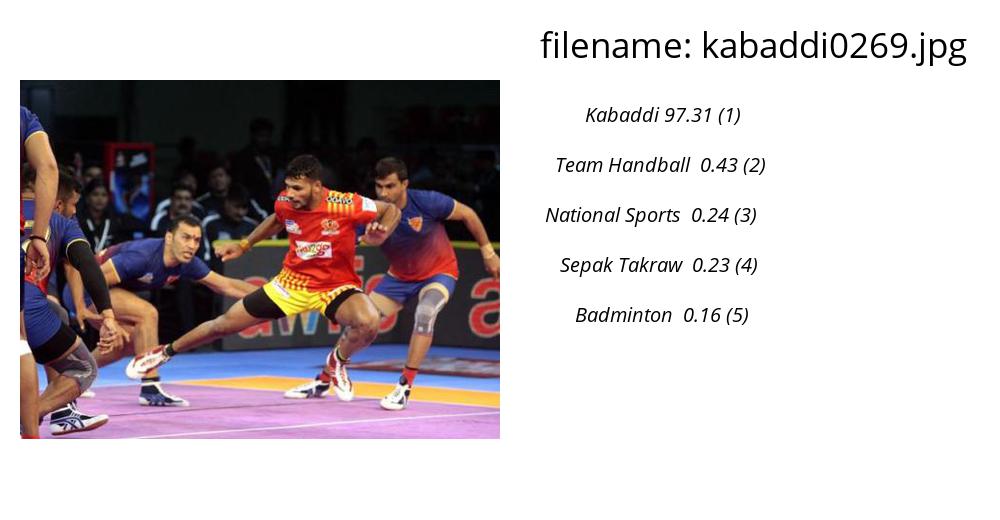 filename: kabaddi0269.jpg
Kabaddi 97.31 (1)
Team Handball 0.43 (2)
National Sports 0.24 (3)
Sepak Takraw 0.23 (4)
Badminton 0.16 (5)